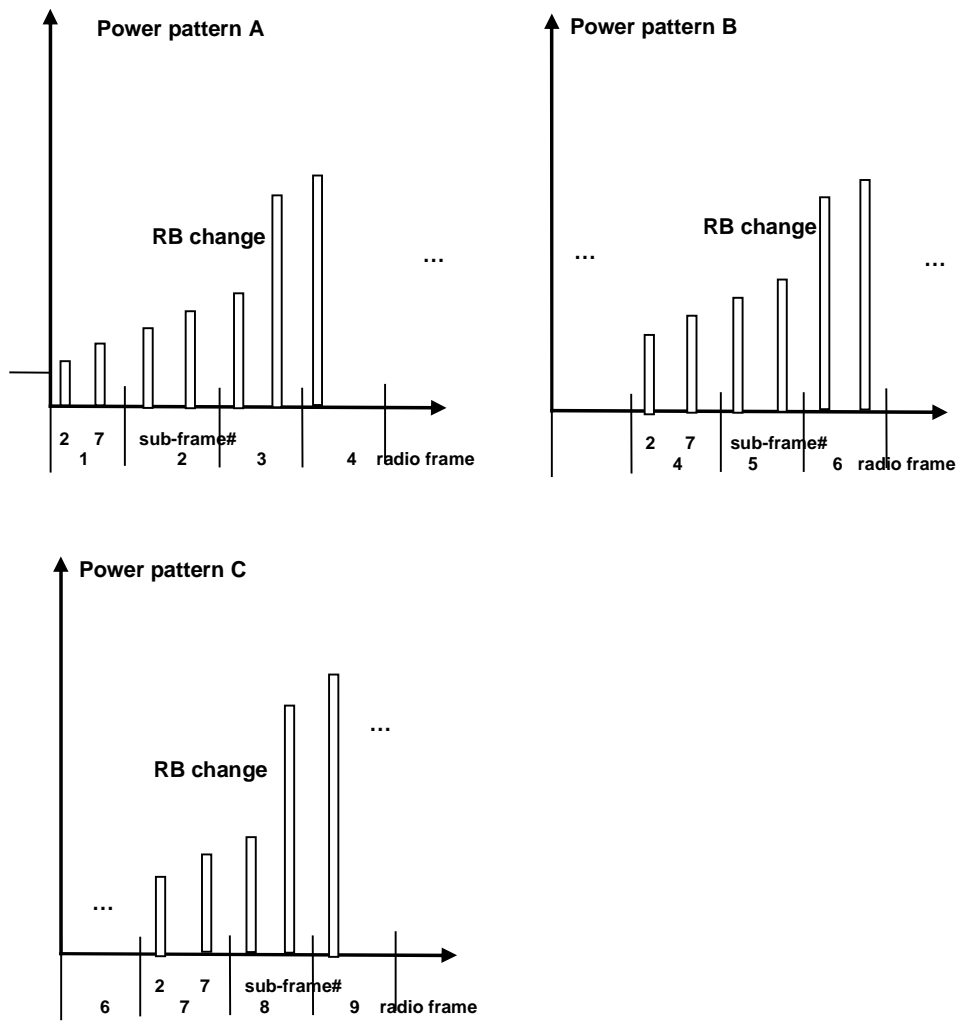 Power pattern A
RB change
…
2 7 sub-frame#
1 2 3 4 radio frame
Power pattern B
RB change
…
…
2 7 sub-frame#
4 5 6 radio frame
Power pattern C
…
RB change
…
2 7 sub-frame#
6 7 8 9 radio frame